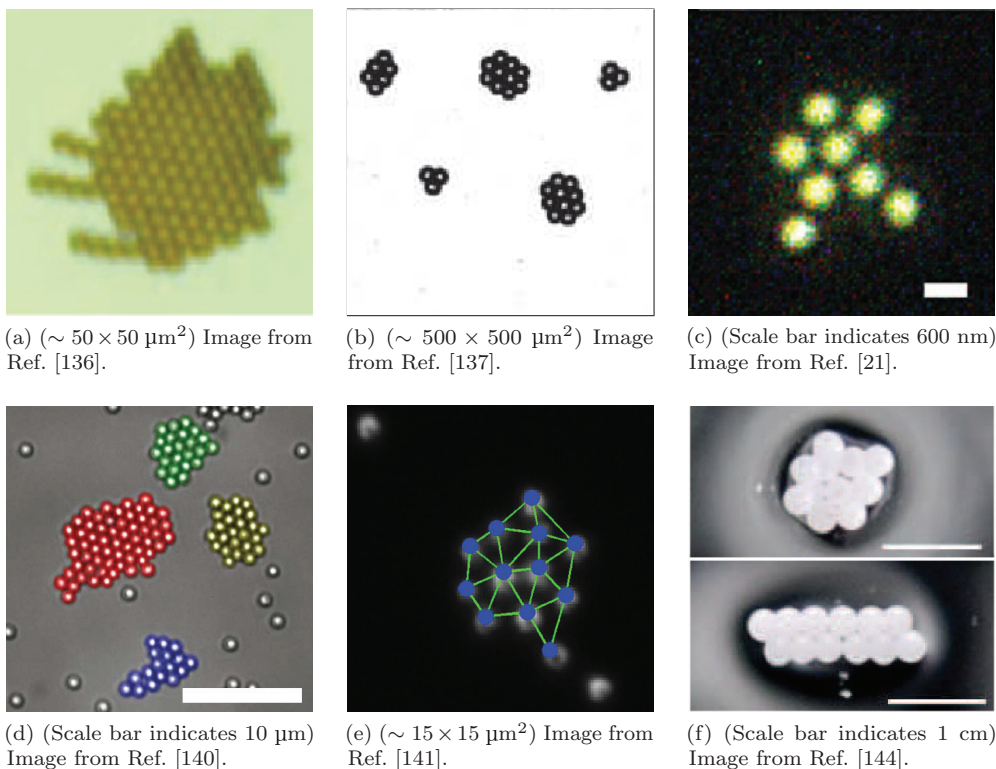 (a) (∼ 50 × 50 µm²) Image from
Ref. [136].
(b) (∼ 500 × 500 µm²) Image
from Ref. [137].
(c) (Scale bar indicates 600 nm)
Image from Ref. [21].
(d) (Scale bar indicates 10 µm)
Image from Ref. [140].
(e) (∼ 15 × 15 µm²) Image from
Ref. [141].
(f) (Scale bar indicates 1 cm)
Image from Ref. [144].